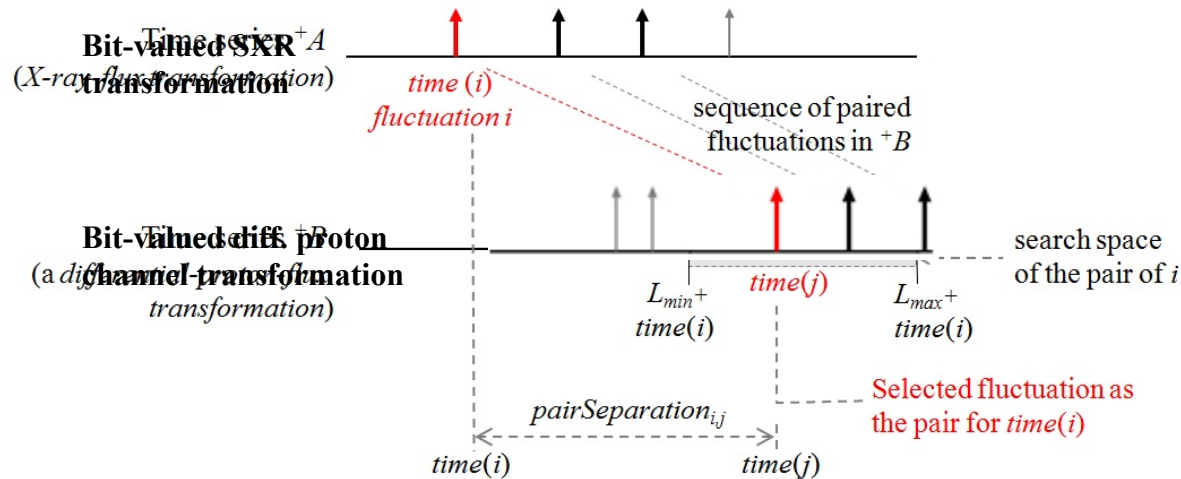 Time series ⁺A
Bit-valued SXR
(X-ray flux transformation)
transformation
time (i)
fluctuation i
sequence of paired
fluctuations in ⁺B
Time series ⁺B
Bit-valued diff. proton
(a differential-proton-flux
channel transformation
transformation)
search space
of the pair of i
L_min+
time(i)
time(j)
L_max+
time(i)
Selected fluctuation as
the pair for time(i)
pairSeparation_i,j
time(i)
time(j)